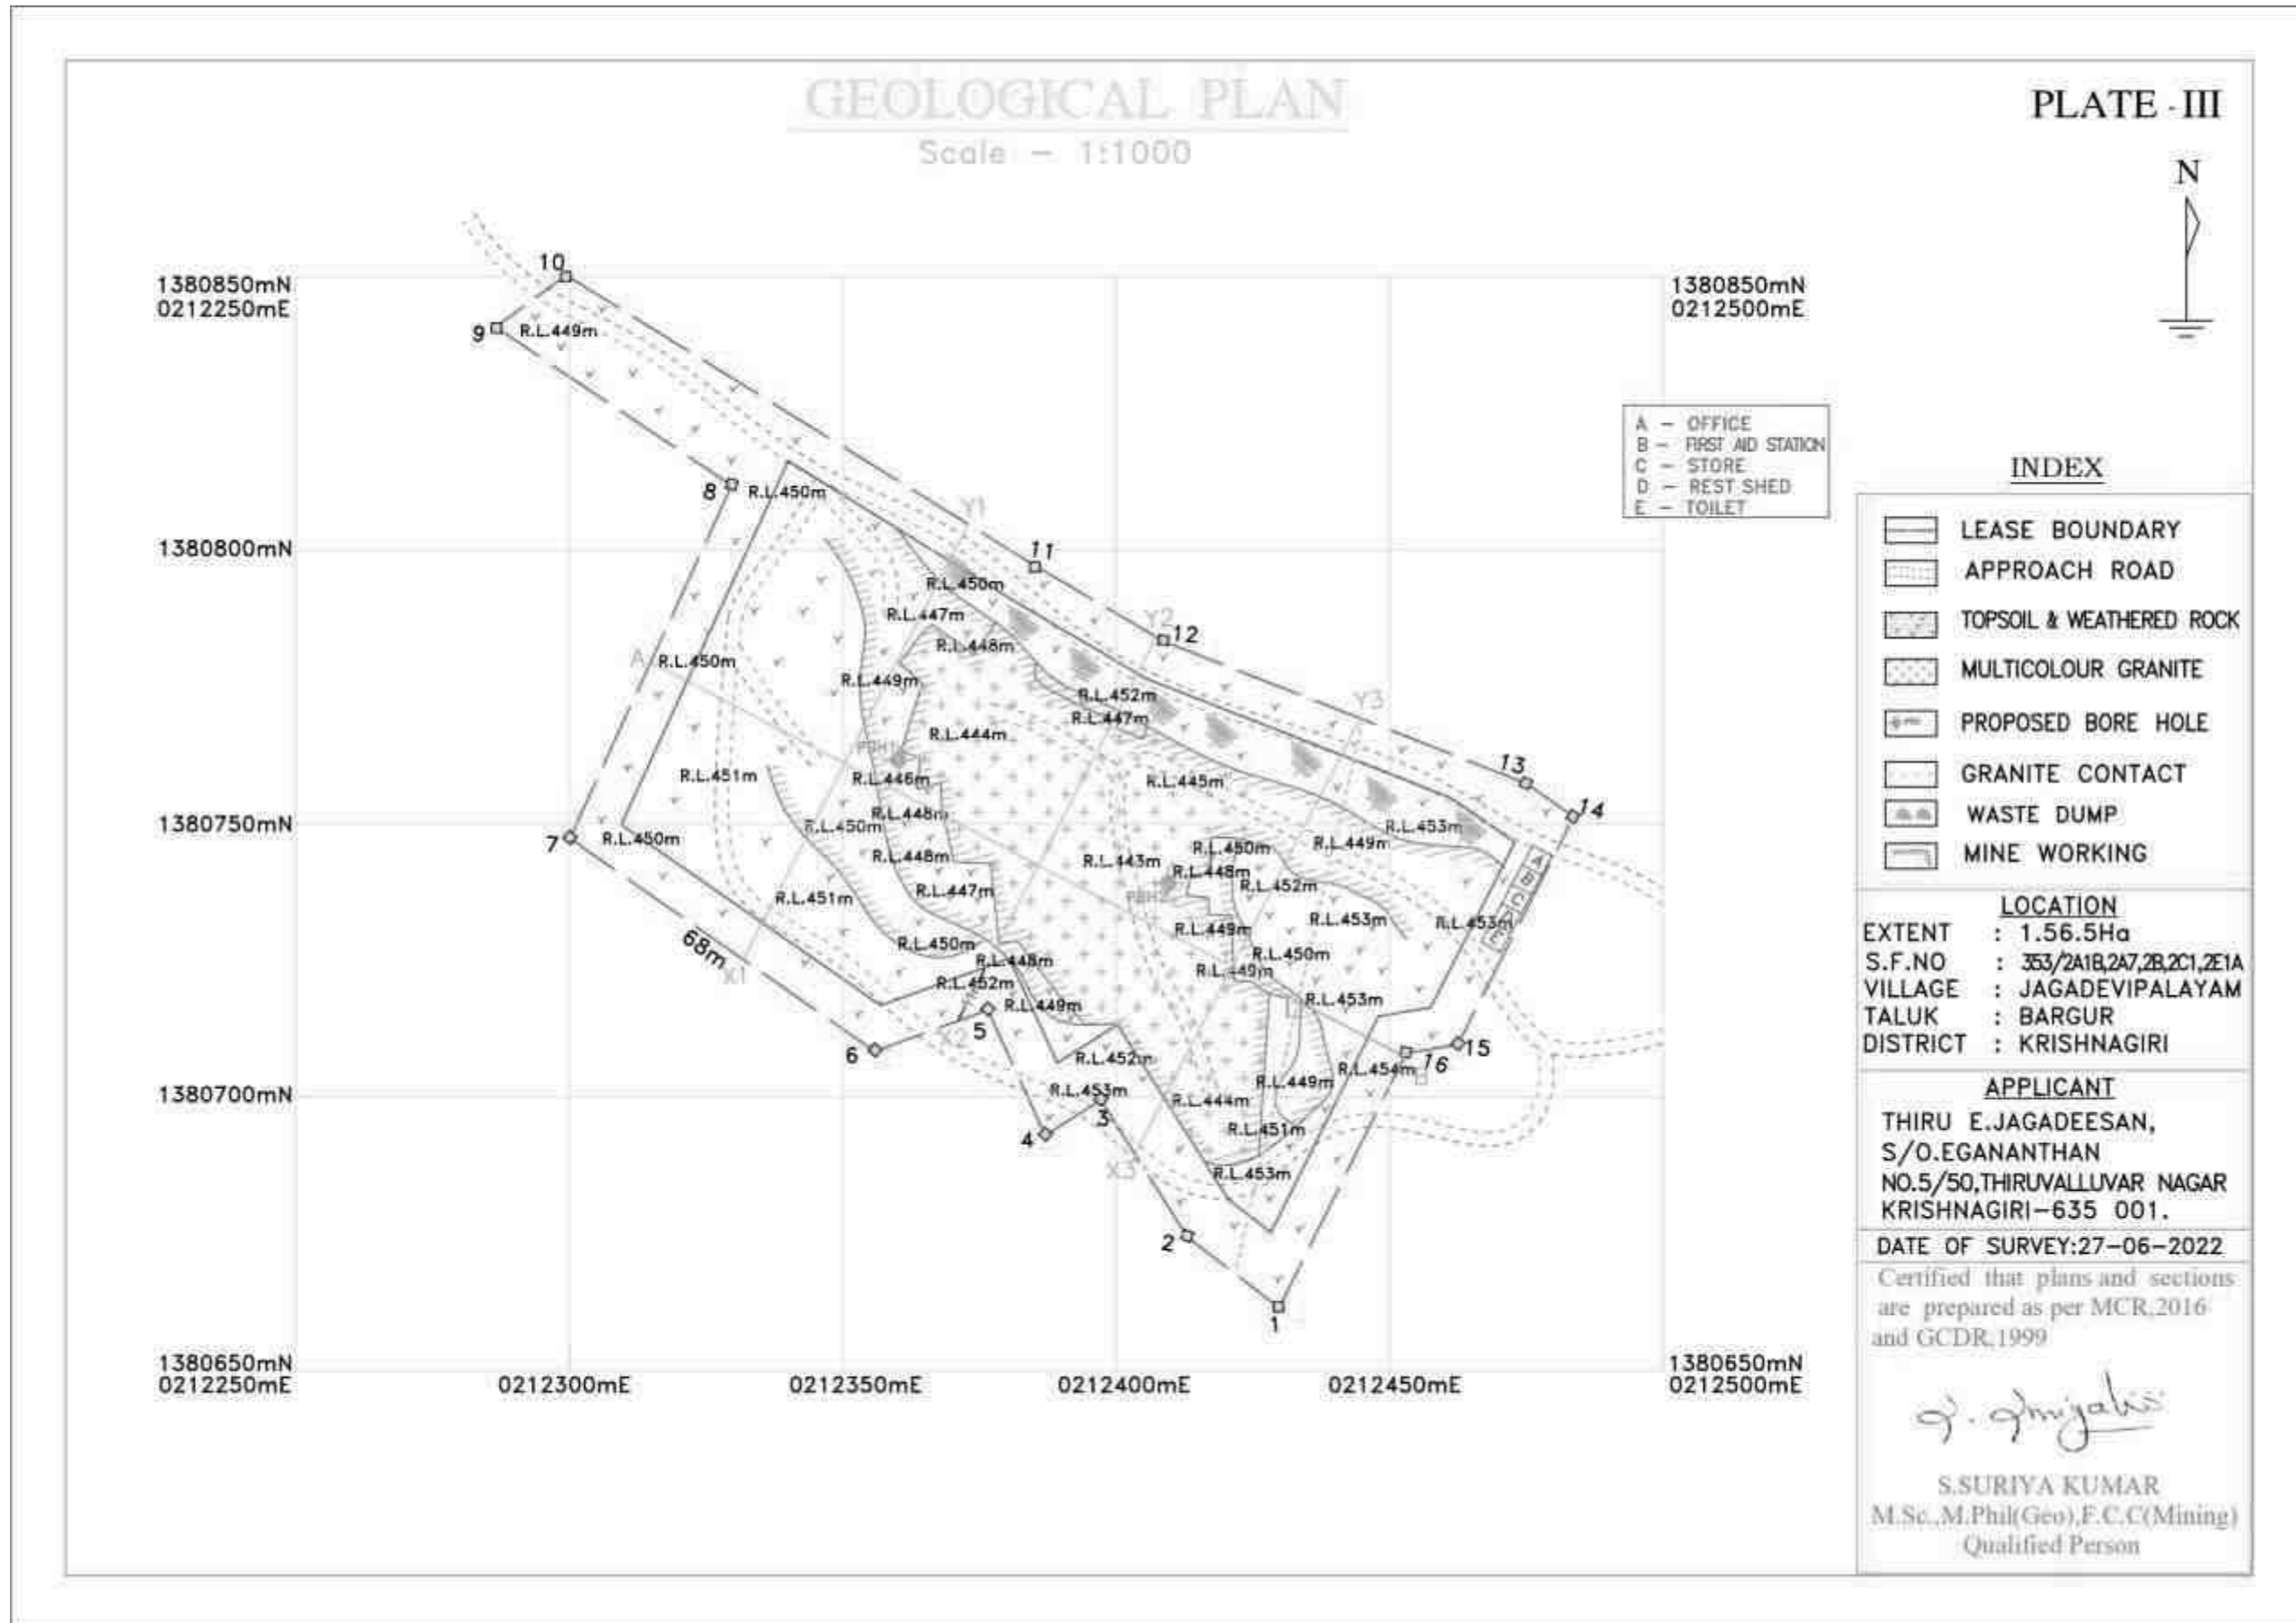 GEOLOGICAL PLAN
Scale - 1:1000
PLATE - III
N
1380850mN
0212250mE
1380850mN
0212500mE
10
9
R.L.449m
8
R.L.450m
Y1
A - OFFICE
B - FIRST AID STATION
C - STORE
D - REST SHED
E - TOILET
1380800mN
11
R.L.450m
R.L.447m
Y2
12
R.L.448m
A
R.L.450m
R.L.449m
R.L.452m
Y3
R.L.447m
R.L.444m
R.L.451m
R.L.446m
R.L.445m
13
14
1380750mN
R.L.448m
R.L.450m
R.L.453m
7
R.L.450m
R.L.449m
R.L.450m
R.L.448m
R.L.443m
R.L.448m
R.L.452m
R.L.447m
R.L.451m
R.L.453m
R.L.453m
A
B
C
R.L.449m
68m
R.L.450m
R.L.450m
R.L.448m
X1
R.L.452m
R.L.453m
R.L.449m
5
X2
6
R.L.452m
16
15
R.L.454m
R.L.449m
1380700mN
R.L.453m
3
R.L.444m
4
R.L.451m
X3
R.L.453m
2
1
1380650mN
0212250mE
0212300mE
0212350mE
0212400mE
0212450mE
1380650mN
0212500mE
INDEX
LEASE BOUNDARY
APPROACH ROAD
TOPSOIL & WEATHERED ROCK
MULTICOLOUR GRANITE
PROPOSED BORE HOLE
GRANITE CONTACT
WASTE DUMP
MINE WORKING
LOCATION
EXTENT : 1.56.5Ha
S.F.NO : 353/2A1B,2A7,2B,2C1,2E1A
VILLAGE : JAGADEVIPALAYAM
TALUK : BARGUR
DISTRICT : KRISHNAGIRI
APPLICANT
THIRU E.JAGADEESAN,
S/O.EGANANTHAN
NO.5/50,THIRUVALLUVAR NAGAR
KRISHNAGIRI-635 001.
DATE OF SURVEY:27-06-2022
Certified that plans and sections
are prepared as per MCR,2016
and GCDR,1999
S.SURIYA KUMAR
M.Sc.,M.Phil(Geo),F.C.C(Mining)
Qualified Person